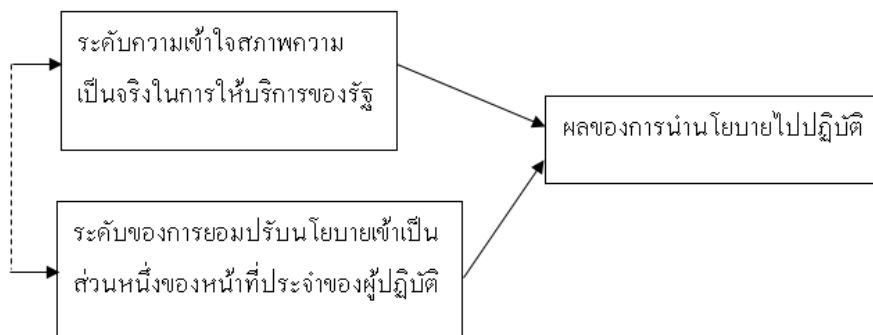 ระดับความเข้าใจสภาพความ
เป็นจริงในการให้บริการของรัฐ
ผลของการนำนโยบายไปปฏิบัติ
ระดับของการยอมปรับนโยบายเข้าเป็น
ส่วนหนึ่งของหน้าที่ประจำของผู้ปฏิบัติ